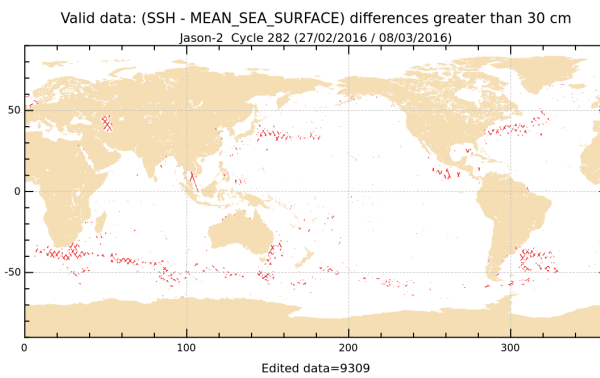 Valid data: (SSH - MEAN_SEA_SURFACE) differences greater than 30 cm
Jason-2 Cycle 282 (27/02/2016 / 08/03/2016)
50
0
-50
0 100 200 300
Edited data=9309